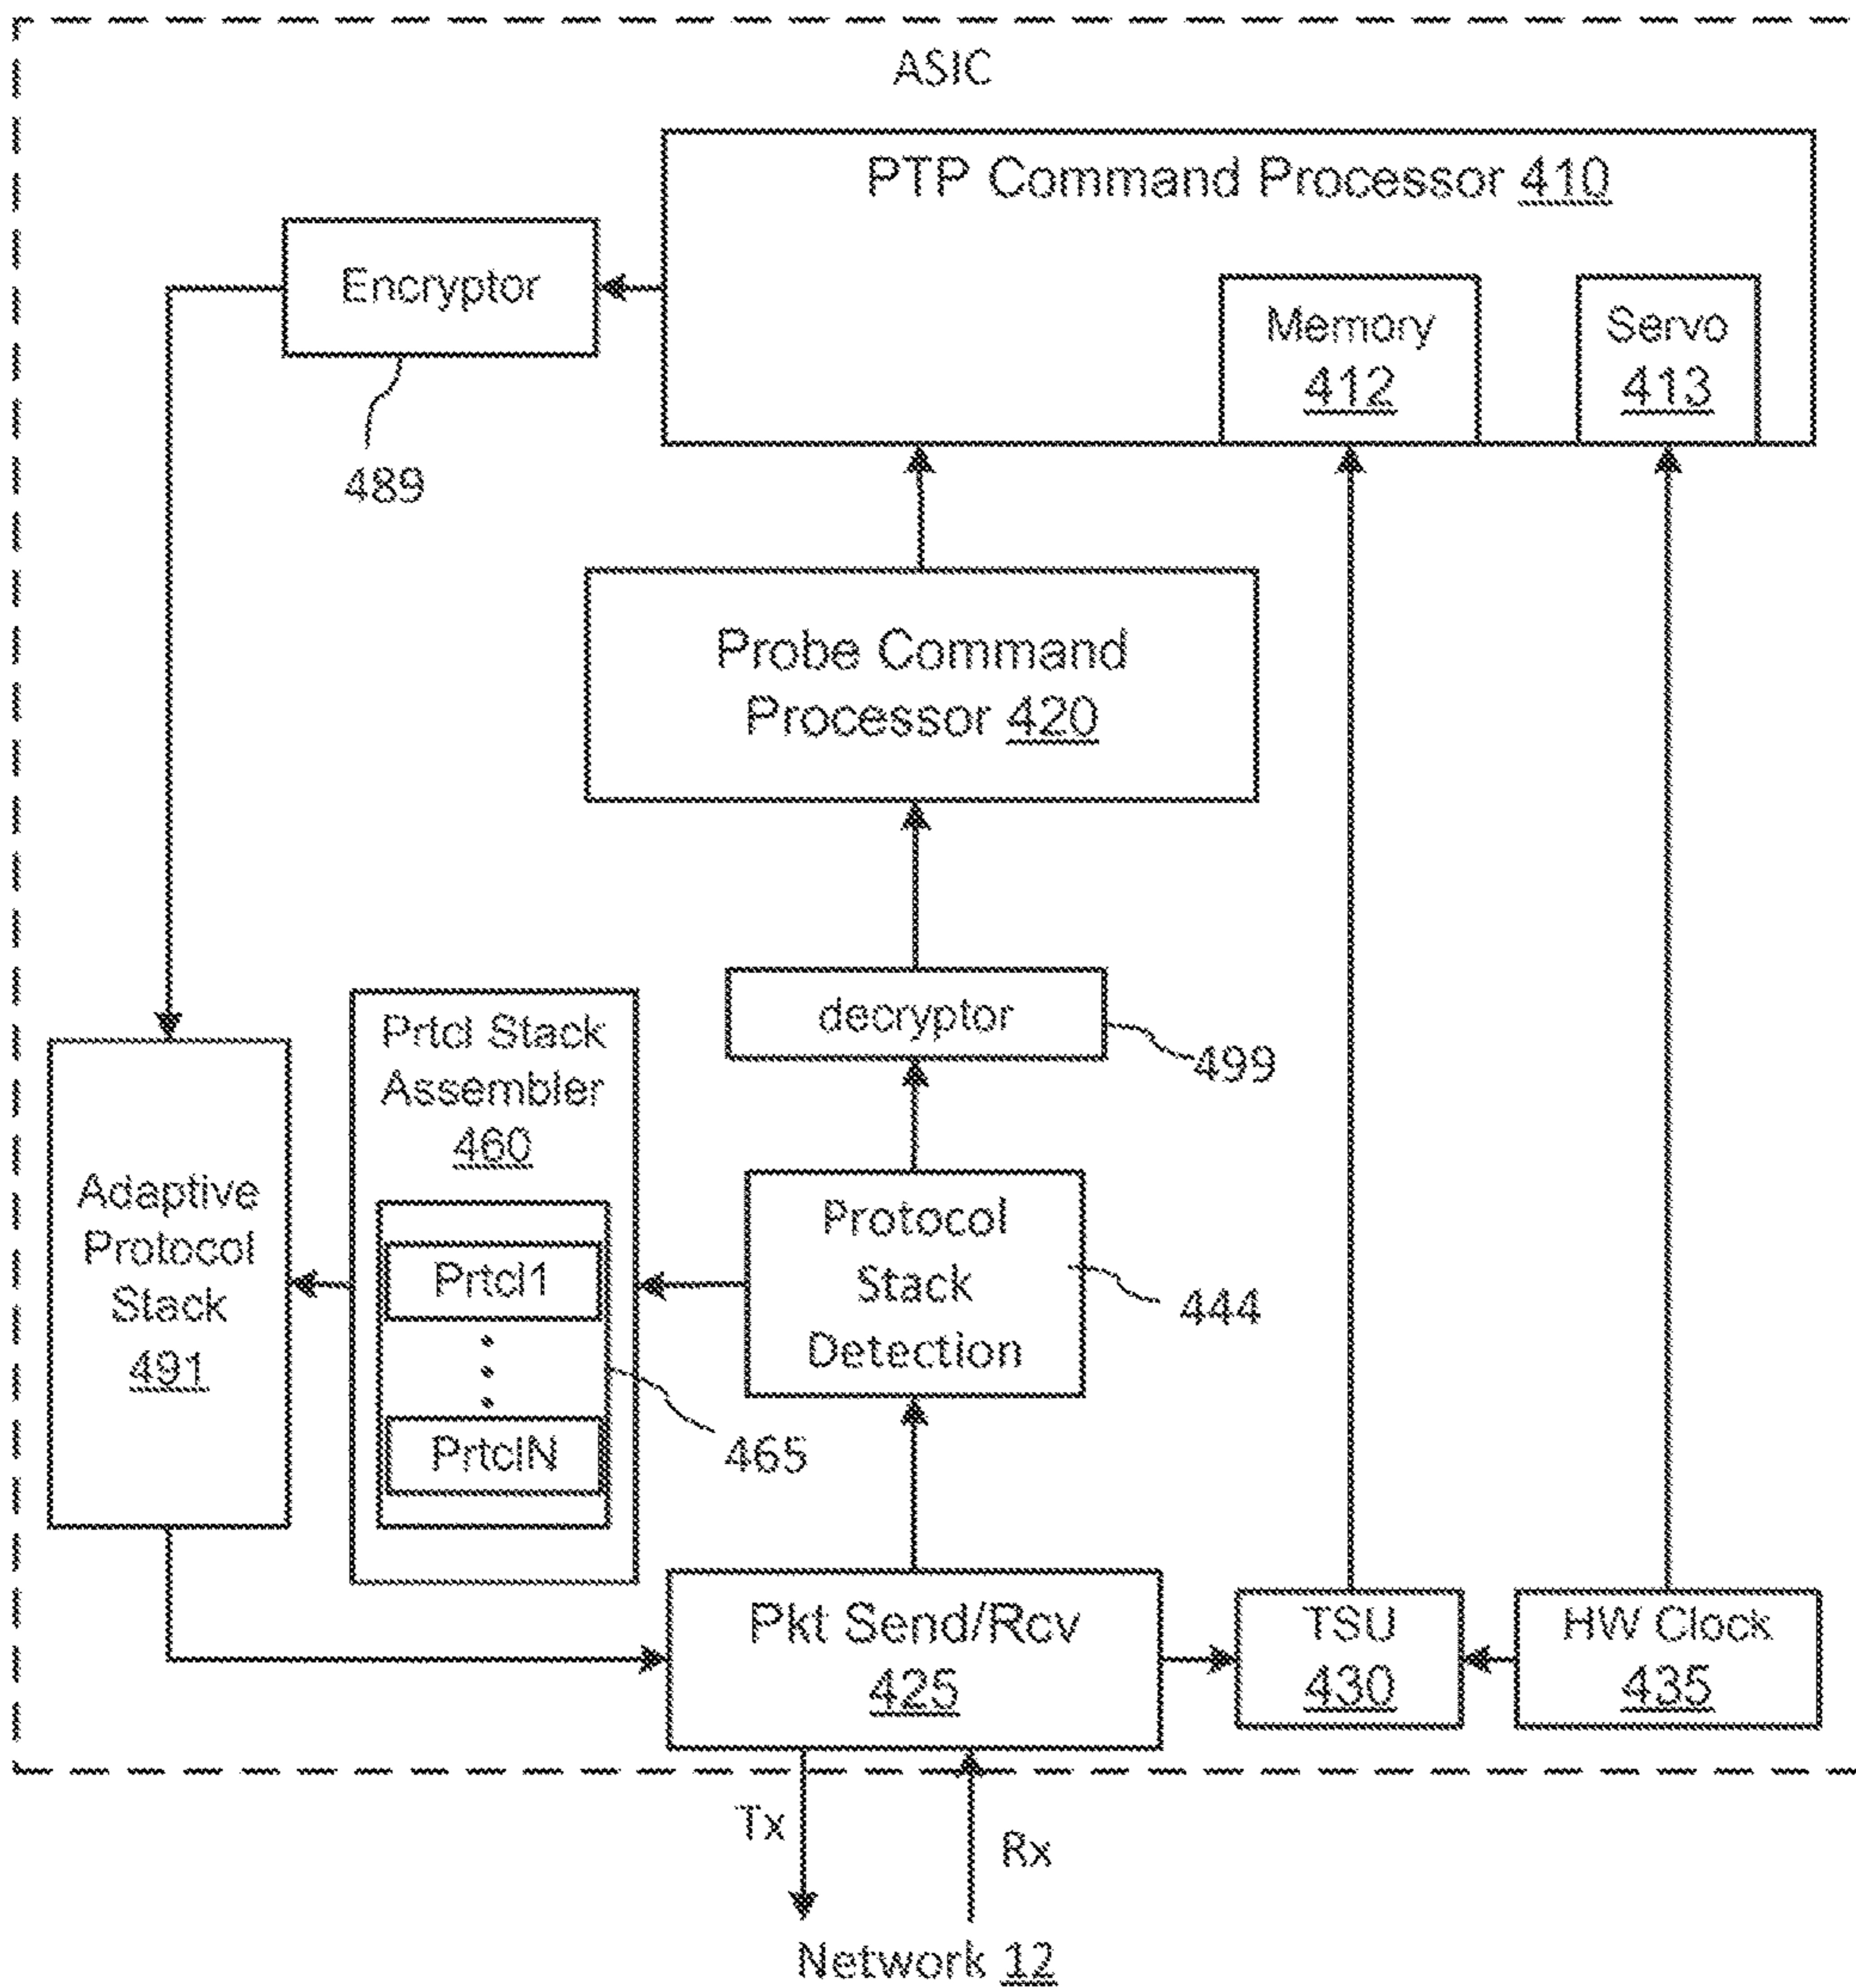 ASIC
PTP Command Processor 410
Encryptor
Memory
412
Servo
413
489
Probe Command
Processor 420
decryptor
499
Prtcl Stack
Assembler
460
Adaptive
Protocol
Stack
491
Protocol
Stack
Detection
444
Prtcl1
PrtclN
465
Pkt Send/Rcv
425
TSU
430
HW Clock
435
Tx
Rx
Network 12